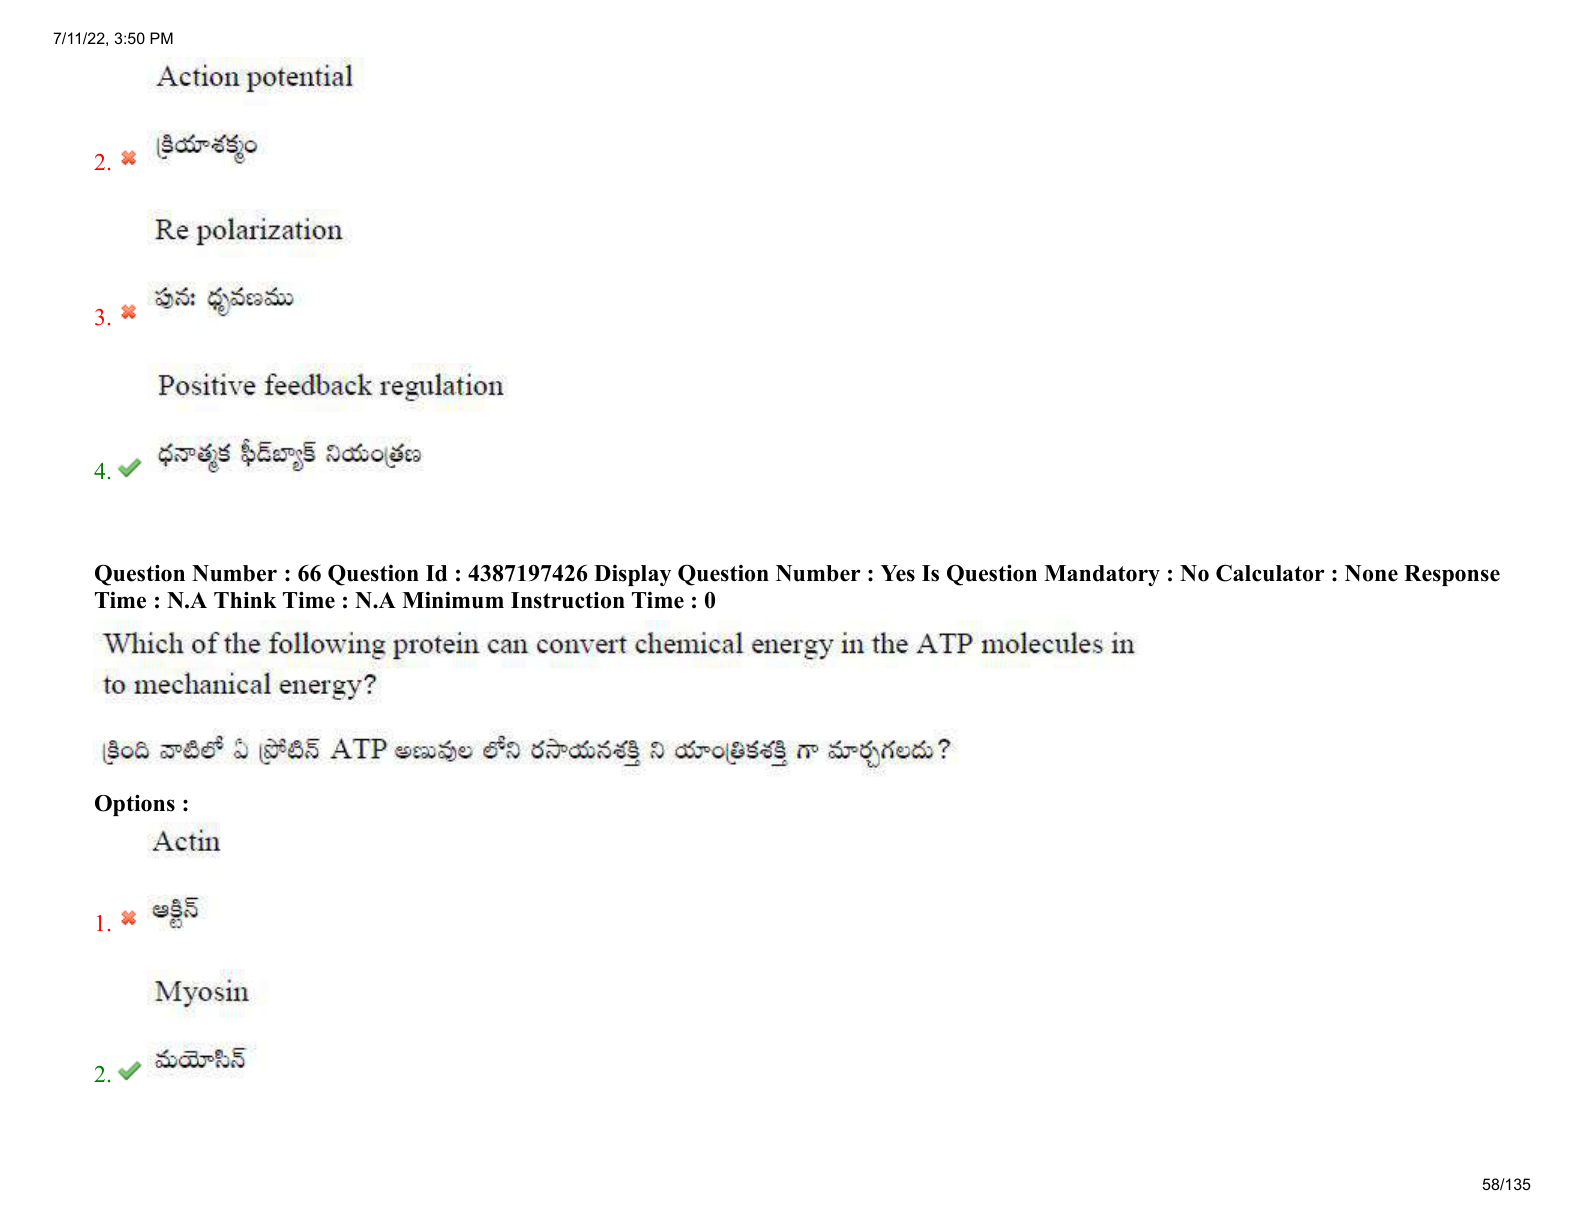 7/11/22, 3:50 PM
Action potential
క్రియాశక్మం
2.
Re polarization
పునః ధృవణము
3.
Positive feedback regulation
ధనాత్మక ఫీడ్‌బ్యాక్ నియంత్రణ
4.
Question Number : 66 Question Id : 4387197426 Display Question Number : Yes Is Question Mandatory : No Calculator : None Response
Time : N.A Think Time : N.A Minimum Instruction Time : 0
Which of the following protein can convert chemical energy in the ATP molecules in
to mechanical energy?
క్రింది వాటిలో ఏ ప్రోటిన్ ATP అణువుల లోని రసాయనశక్తి ని యాంత్రికశక్తి గా మార్చగలదు?
Options :
Actin
ఆక్టిన్
1.
Myosin
మయోసిన్
2.
58/135